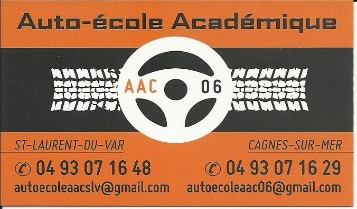 Auto-école Académique
AAC 06
ST-LAURENT-DU-VAR CAGNES-SUR-MER
✆ 04 93 07 16 48 ✆ 04 93 07 16 29
autoecoleaacslv@gmail.com autoecoleaac06@gmail.com